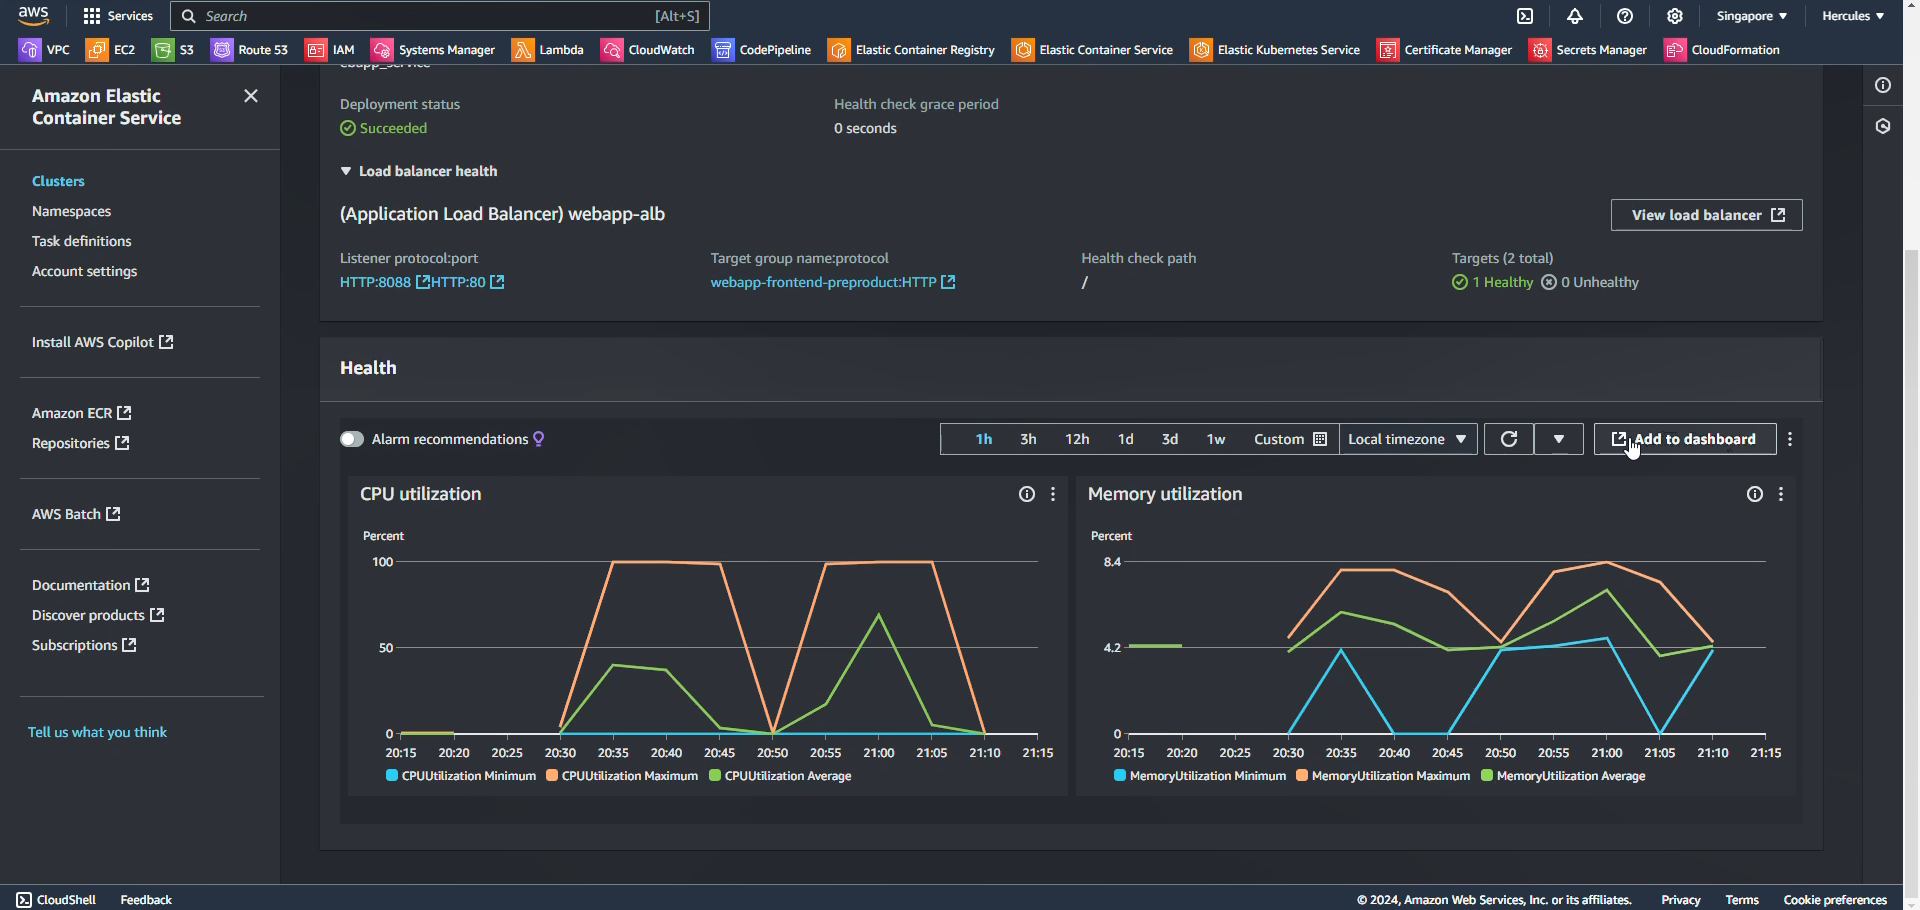 aws
Services
Search
[Alt+S]
Singapore
Hercules
VPC
EC2
S3
Route 53
IAM
Systems Manager
Lambda
CloudWatch
CodePipeline
Elastic Container Registry
Elastic Container Service
Elastic Kubernetes Service
Certificate Manager
Secrets Manager
CloudFormation
Amazon Elastic
Container Service
Clusters
Namespaces
Task definitions
Account settings
Install AWS Copilot
Amazon ECR
Repositories
AWS Batch
Documentation
Discover products
Subscriptions
Tell us what you think
Deployment status
Succeeded
Health check grace period
0 seconds
Load balancer health
(Application Load Balancer) webapp-alb
View load balancer
Listener protocol:port
HTTP:8088 HTTP:80
Target group name:protocol
webapp-frontend-preproduct:HTTP
Health check path
/
Targets (2 total)
1 Healthy 0 Unhealthy
Health
Alarm recommendations
1h 3h 12h 1d 3d 1w Custom
Local timezone
Add to dashboard
CPU utilization
Percent
100
50
0
20:15 20:20 20:25 20:30 20:35 20:40 20:45 20:50 20:55 21:00 21:05 21:10 21:15
CPUUtilization Minimum CPUUtilization Maximum CPUUtilization Average
Memory utilization
Percent
8.4
4.2
0
20:15 20:20 20:25 20:30 20:35 20:40 20:45 20:50 20:55 21:00 21:05 21:10 21:15
MemoryUtilization Minimum MemoryUtilization Maximum MemoryUtilization Average
CloudShell
Feedback
© 2024, Amazon Web Services, Inc. or its affiliates.
Privacy
Terms
Cookie preferences